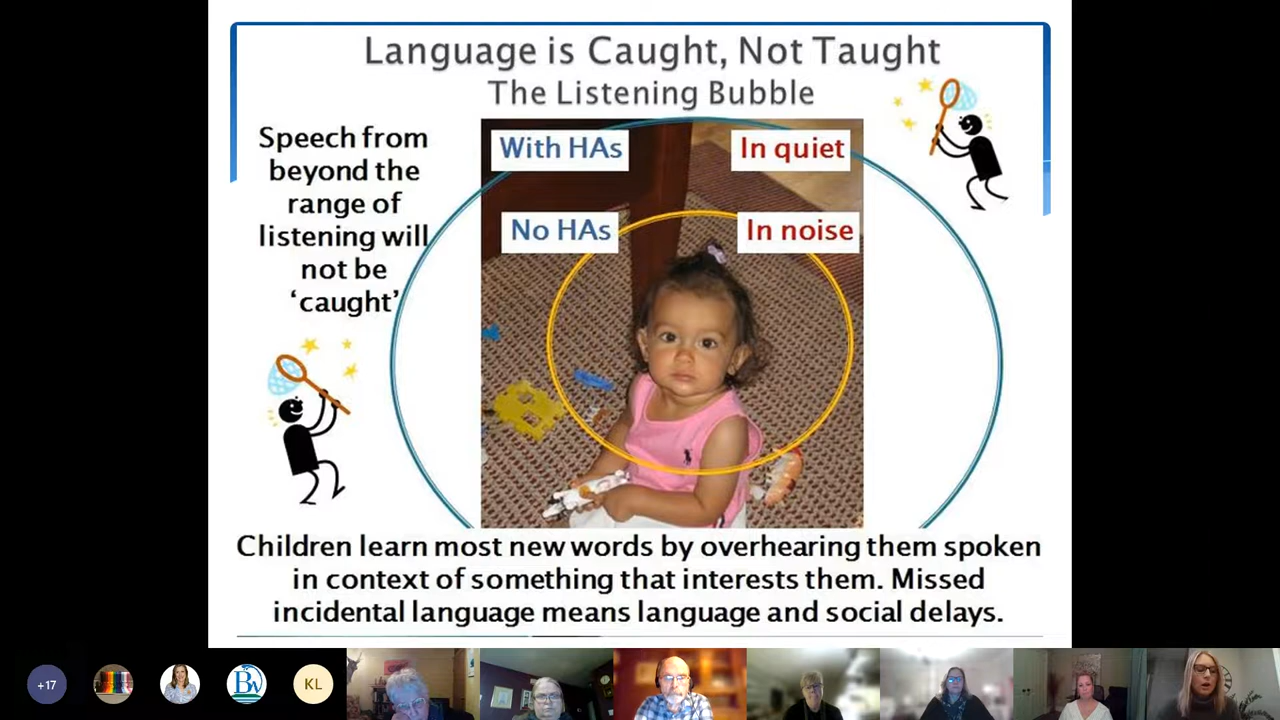 Language is Caught, Not Taught
The Listening Bubble
Speech from
beyond the
range of
listening will
not be
‘caught’
With HAs
In quiet
No HAs
In noise
Children learn most new words by overhearing them spoken
in context of something that interests them. Missed
incidental language means language and social delays.
+17
BW
KL